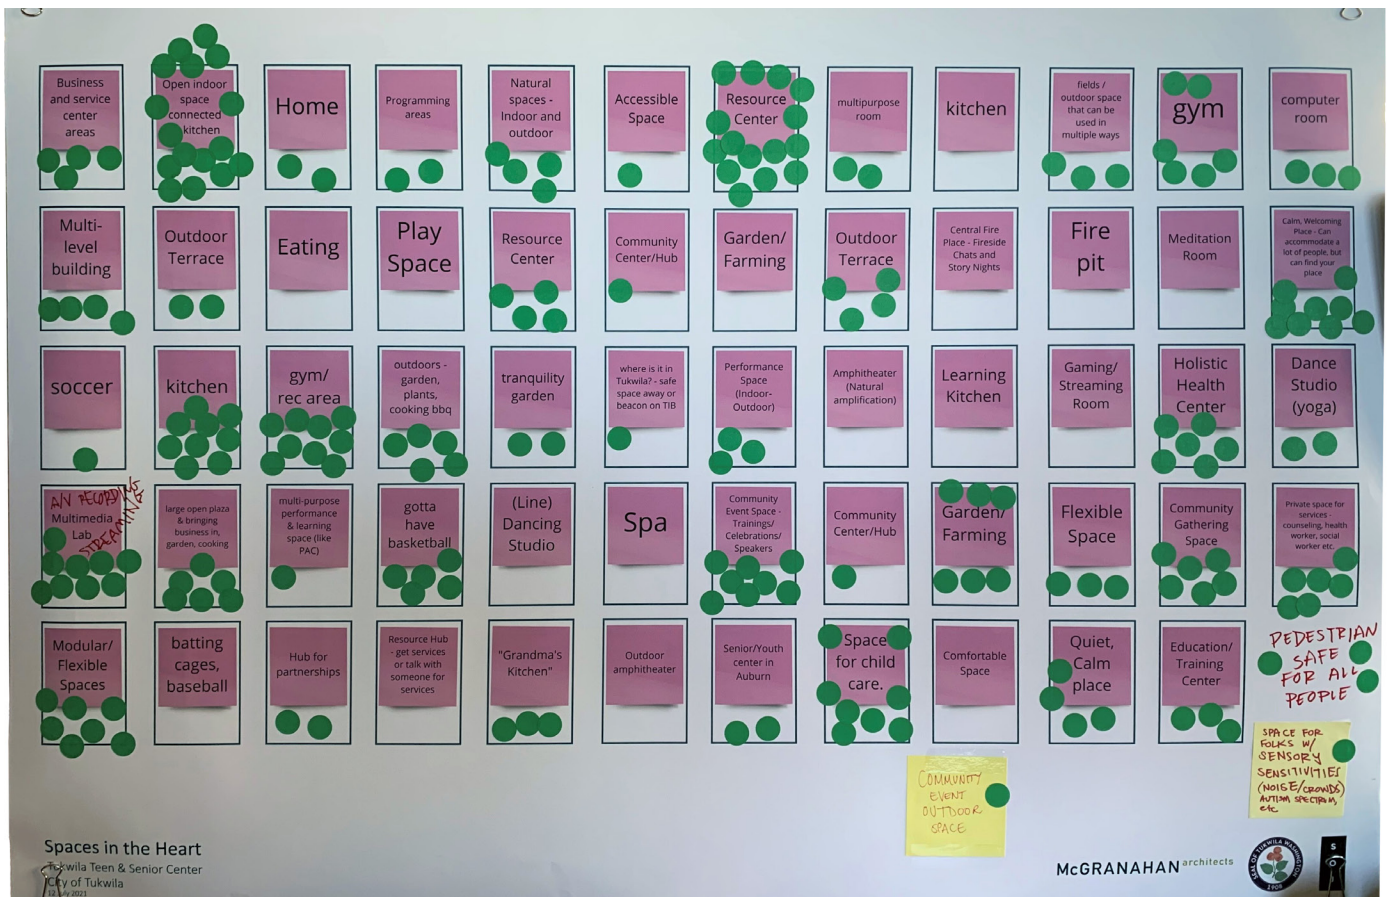 Business
and service
center
areas
Open indoor
space
connected
kitchen
Home
Programming
areas
Natural
spaces -
Indoor and
outdoor
Accessible
Space
Resource
Center
multipurpose
room
kitchen
fields /
outdoor space
that can be
used in
multiple ways
gym
computer
room
Multi-
level
building
Outdoor
Terrace
Eating
Play
Space
Resource
Center
Community
Center/Hub
Garden/
Farming
Outdoor
Terrace
Central Fire
Place - Fireside
Chats and
Story Nights
Fire
pit
Meditation
Room
Calm, Welcoming
Place - Can
accommodate a
lot of people, but
can find your
place
soccer
kitchen
gym/
rec area
outdoors -
garden,
plants,
cooking bbq
tranquility
garden
where is it in
Tukwila? - safe
space away or
beacon on TIB
Performance
Space
(Indoor-
Outdoor)
Amphitheater
(Natural
amplification)
Learning
Kitchen
Gaming/
Streaming
Room
Holistic
Health
Center
Dance
Studio
(yoga)
A/V RECORDING
STREAMING
Multimedia
Lab
large open plaza
& bringing
business in,
garden, cooking
multi-purpose
performance
& learning
space (like
PAC)
gotta
have
basketball
(Line)
Dancing
Studio
Spa
Community
Event Space -
Trainings/
Celebrations/
Speakers
Community
Center/Hub
Garden/
Farming
Flexible
Space
Community
Gathering
Space
Private space for
services -
counseling, health
worker, social
worker etc.
Modular/
Flexible
Spaces
batting
cages,
baseball
Hub for
partnerships
Resource Hub
- get services
or talk with
someone for
services
"Grandma's
Kitchen"
Outdoor
amphitheater
Senior/Youth
center in
Auburn
Space
for child
care.
Comfortable
Space
Quiet,
Calm
place
Education/
Training
Center
PEDESTRIAN
SAFE
FOR ALL
PEOPLE
COMMUNITY
EVENT
OUTDOOR
SPACE
SPACE FOR
FOLKS W/
SENSORY
SENSITIVITIES
(NOISE/CROWDS)
AUTISM SPECTRUM,
etc
Spaces in the Heart
Tukwila Teen & Senior Center
City of Tukwila
12 July 2021
McGRANAHAN architects
SEAL OF TUKWILA WASHINGTON
1908
S